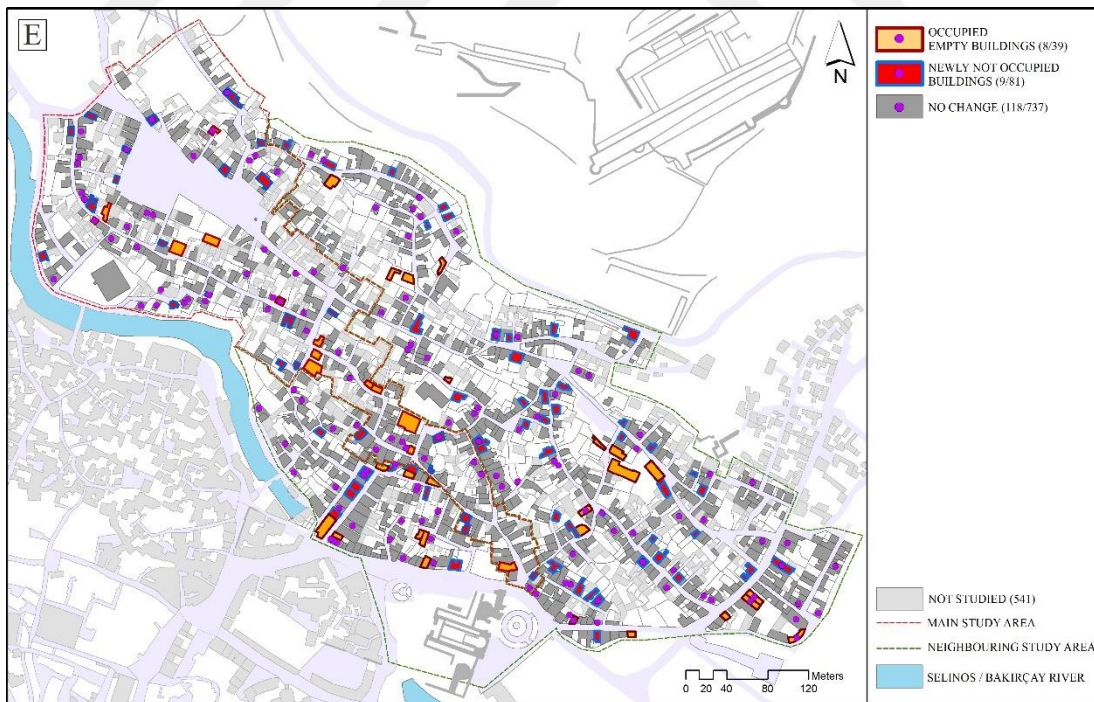 E
N
Meters
0 20 40 80 120
OCCUPIED
EMPTY BUILDINGS (8/39)
NEWLY NOT OCCUPIED
BUILDINGS (9/81)
NO CHANGE (118/737)
NOT STUDIED (541)
MAIN STUDY AREA
NEIGHBOURING STUDY AREA
SELINOS / BAKIRÇAY RIVER